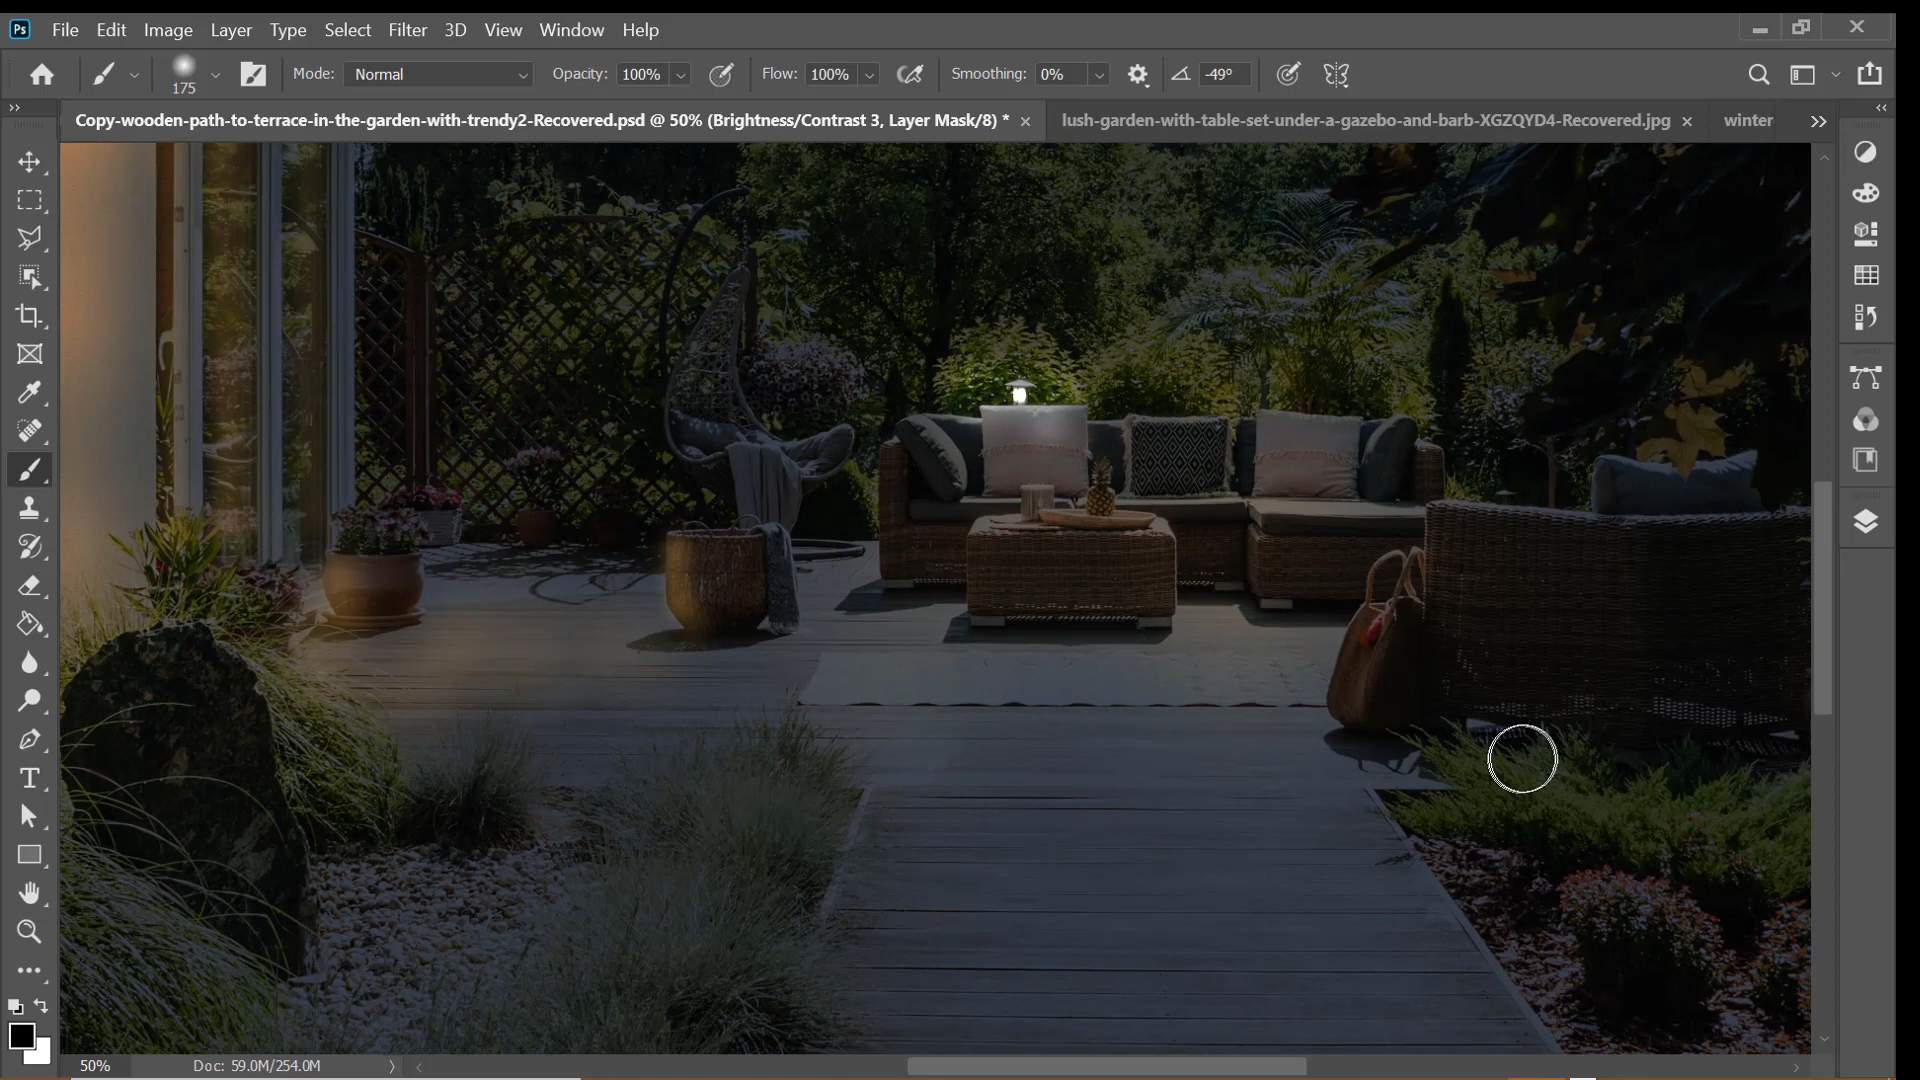 Ps File Edit Image Layer Type Select Filter 3D View Window Help
175 Mode: Normal Opacity: 100% Flow: 100% Smoothing: 0% -49°
Copy-wooden-path-to-terrace-in-the-garden-with-trendy2-Recovered.psd @ 50% (Brightness/Contrast 3, Layer Mask/8) * lush-garden-with-table-set-under-a-gazebo-and-barb-XGZQYD4-Recovered.jpg winter
50% Doc: 59.0M/254.0M